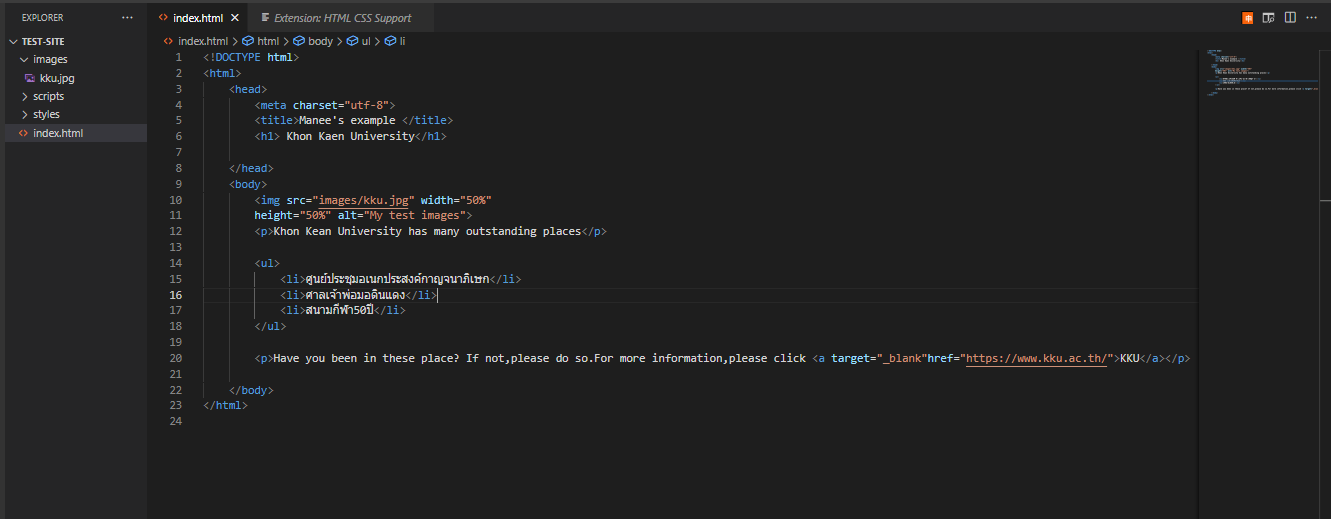 EXPLORER
TEST-SITE
images
kku.jpg
scripts
styles
index.html
index.html
Extension: HTML CSS Support
index.html > html > body > ul > li
1 <!DOCTYPE html>
2 <html>
3 <head>
4 <meta charset="utf-8">
5 <title>Manee's example </title>
6 <h1> Khon Kaen University</h1>
7
8 </head>
9 <body>
10 <img src="images/kku.jpg" width="50%"
11 height="50%" alt="My test images">
12 <p>Khon Kean University has many outstanding places</p>
13
14 <ul>
15 <li>ศูนย์ประชุมอเนกประสงค์กาญจนาภิเษก</li>
16 <li>ศาลเจ้าพ่อมอดินแดง</li>
17 <li>สนามกีฬา50ปี</li>
18 </ul>
19
20 <p>Have you been in these place? If not,please do so.For more information,please click <a target="_blank"href="https://www.kku.ac.th/">KKU</a></p>
21
22 </body>
23 </html>
24